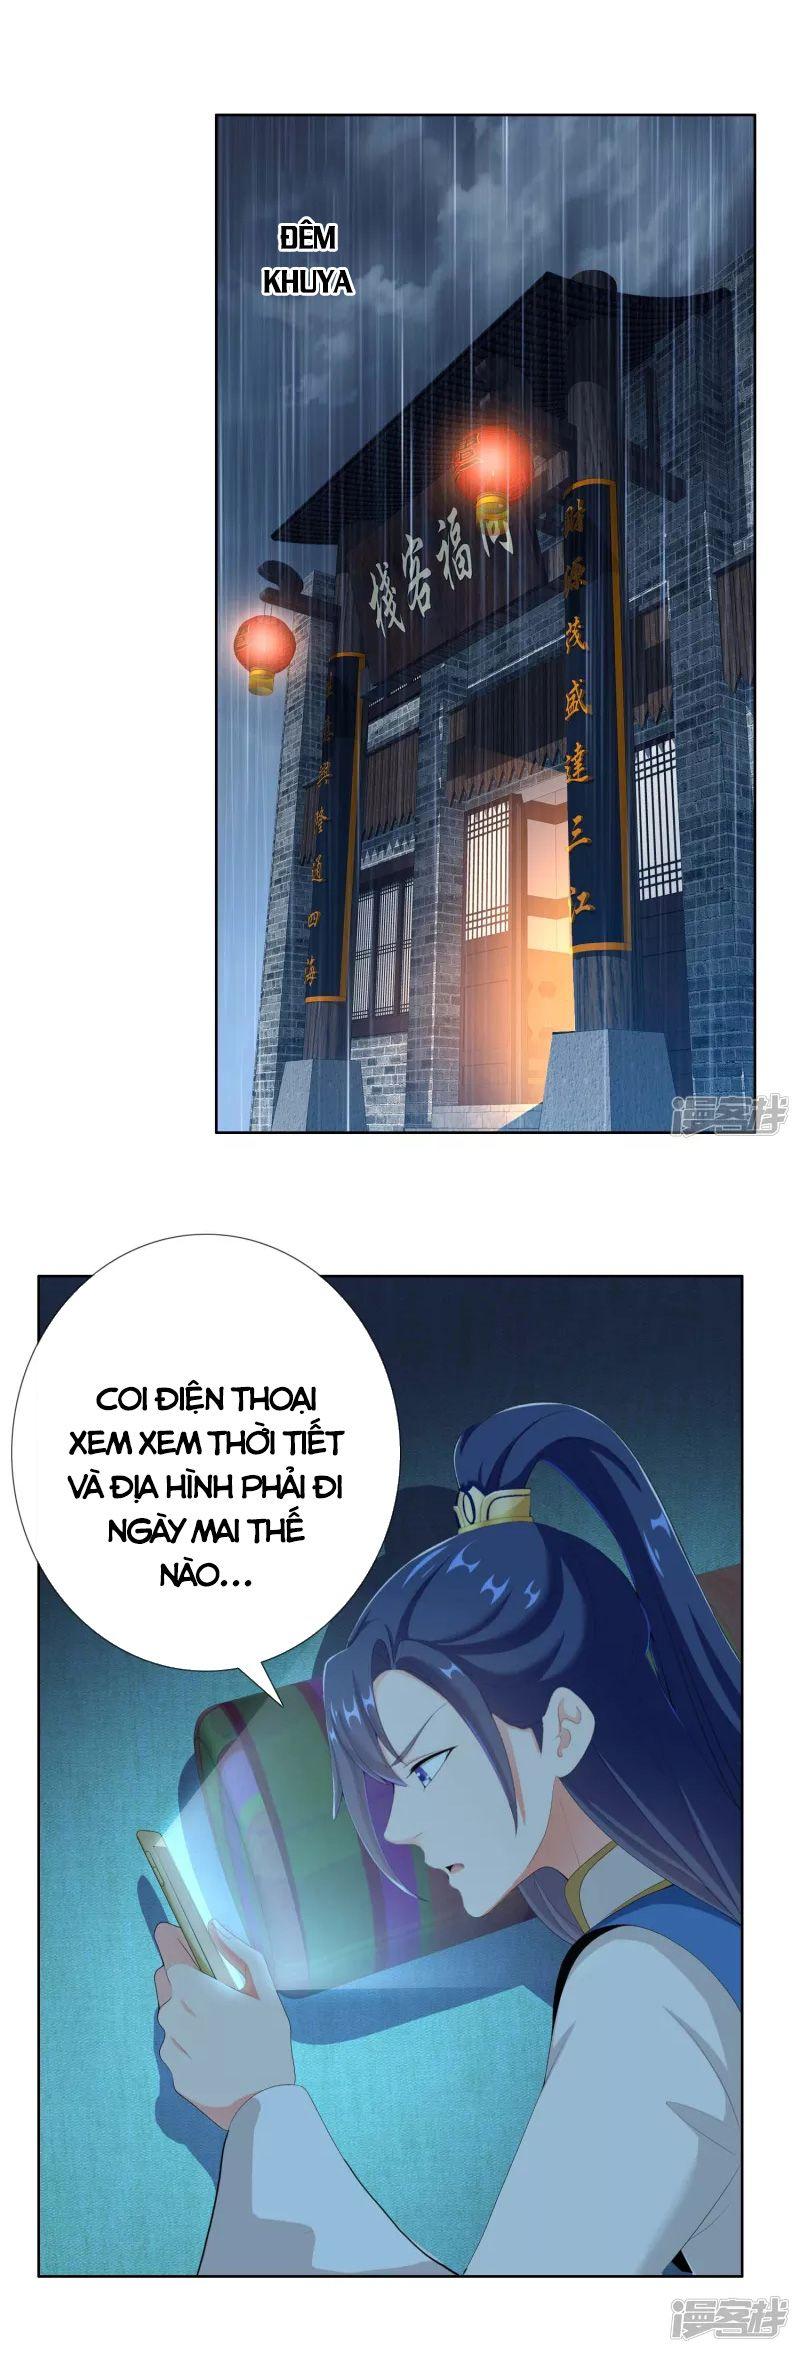 ĐÊM
KHUYA
同福客栈
财源茂盛達三江
生意興隆通四海
漫客栈
COI ĐIỆN THOẠI
XEM XEM THỜI TIẾT
VÀ ĐỊA HÌNH PHẢI ĐI
NGÀY MAI THẾ
NÀO...
漫客栈